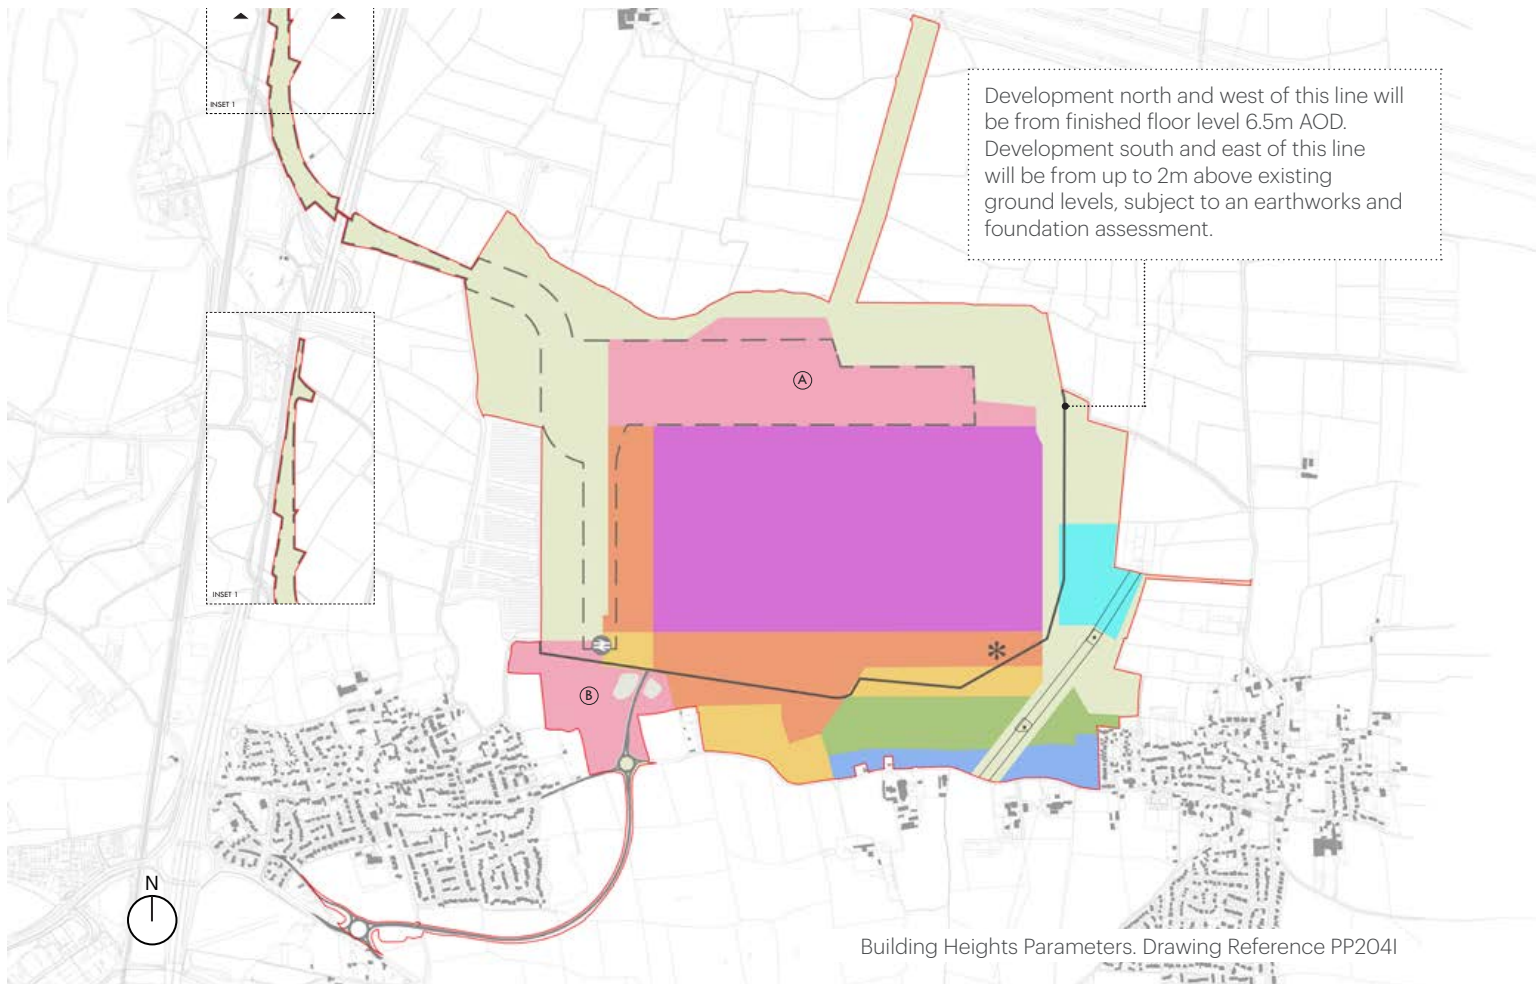 INSET 1
Development north and west of this line will
be from finished floor level 6.5m AOD.
Development south and east of this line
will be from up to 2m above existing
ground levels, subject to an earthworks and
foundation assessment.
A
INSET 1
B
N
Building Heights Parameters. Drawing Reference PP204I